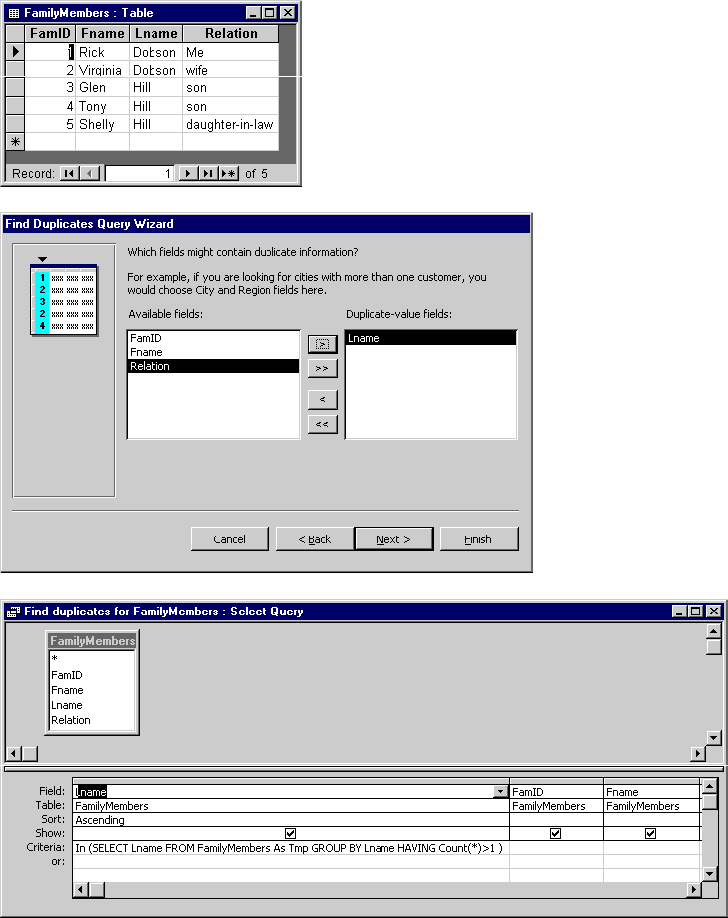 FamilyMembers : Table
FamID Fname Lname Relation
1 Rick Dobson Me
2 Virginia Dobson wife
3 Glen Hill son
4 Tony Hill son
5 Shelly Hill daughter-in-law
Record: 1 of 5
Find Duplicates Query Wizard
Which fields might contain duplicate information?
For example, if you are looking for cities with more than one customer, you
would choose City and Region fields here.
Available fields: Duplicate-value fields:
FamID
Fname
Relation
Lname
>
>>
<
<<
1 xxx xxx xxx
2 xxx xxx xxx
3 xxx xxx xxx
2 xxx xxx xxx
4 xxx xxx xxx
Cancel < Back Next > Finish
Find duplicates for FamilyMembers : Select Query
FamilyMembers
*
FamID
Fname
Lname
Relation
Field: Lname FamID Fname
Table: FamilyMembers FamilyMembers FamilyMembers
Sort: Ascending
Show:
Criteria: In (SELECT Lname FROM FamilyMembers As Tmp GROUP BY Lname HAVING Count(*)>1 )
or: